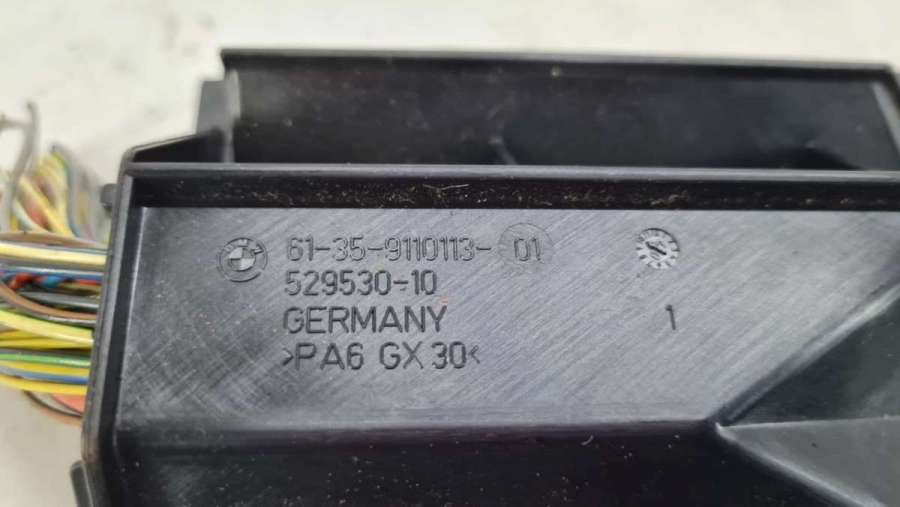 61-35-9110113-01
529530-10
GERMANY 1
>PA6 GX30<